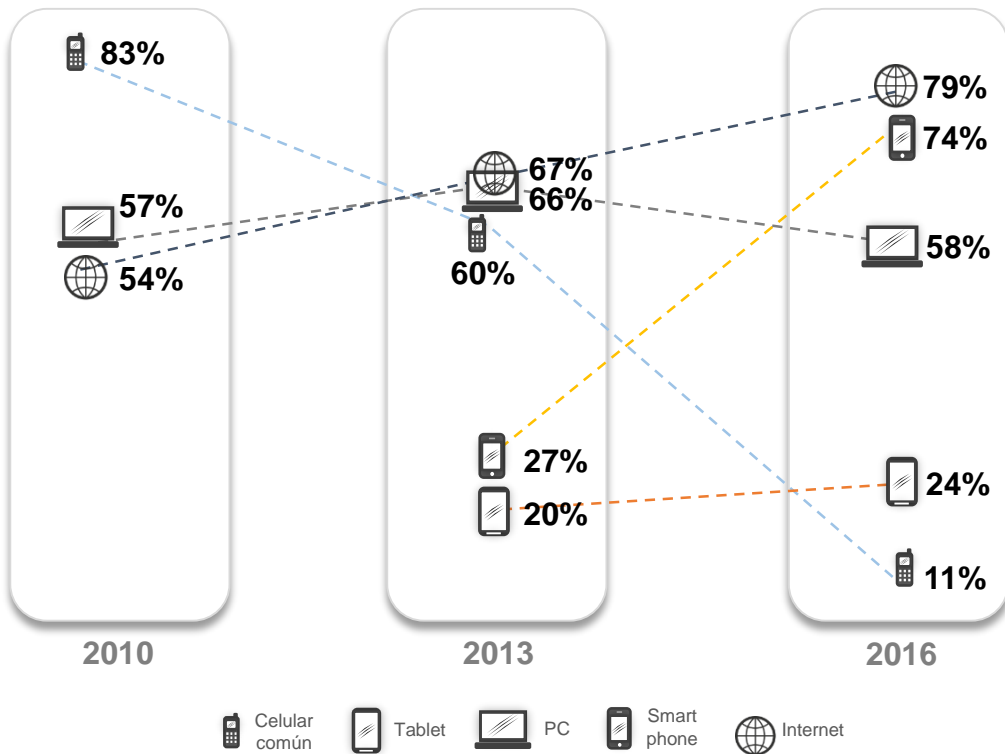 83%
57%
54%
67%
66%
60%
27%
20%
79%
74%
58%
24%
11%
2010
2013
2016
Celular
común
Tablet
PC
Smart
phone
Internet